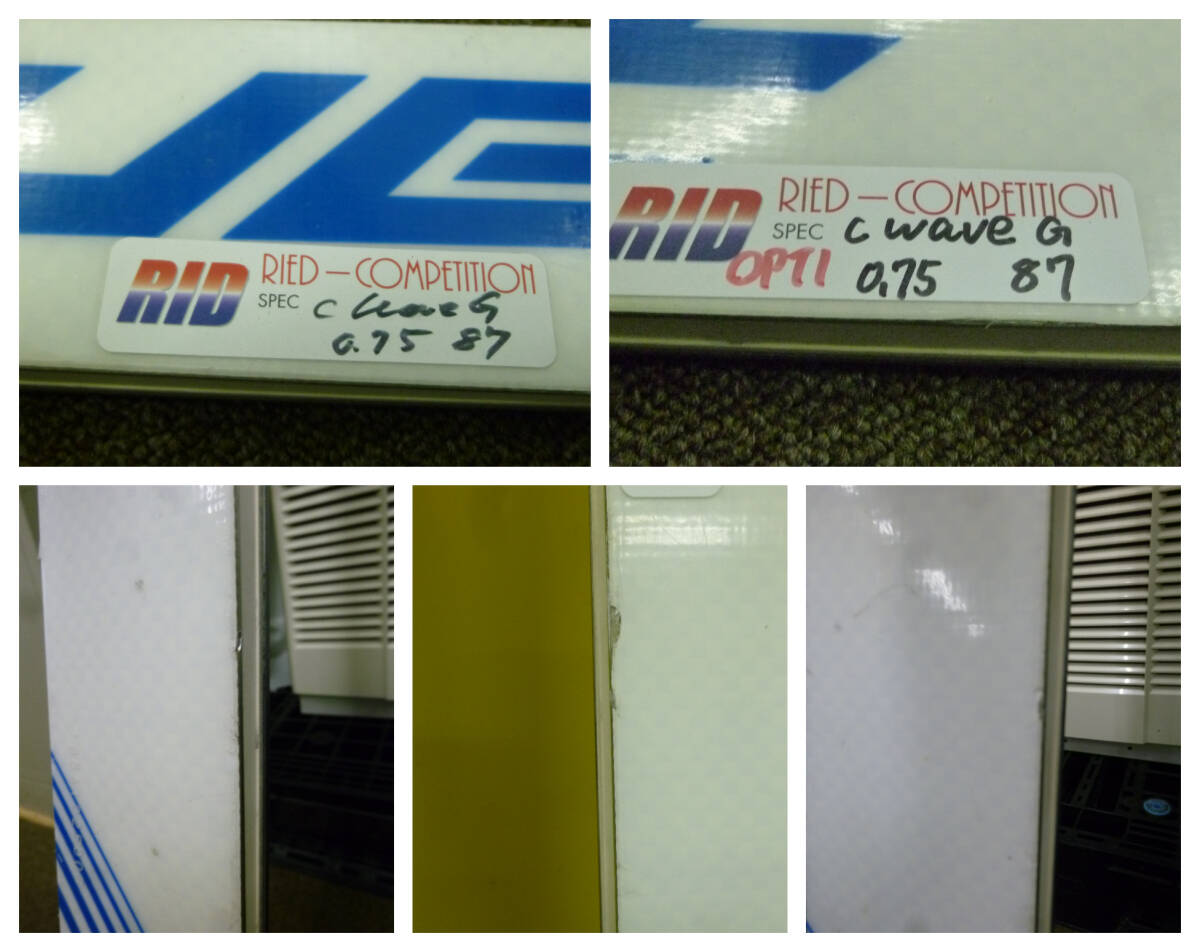 RID RIED—COMPETITION
SPEC C Wave G
0.75 87
RID RIED—COMPETITION
SPEC C wave G
OPTI 0.75 87